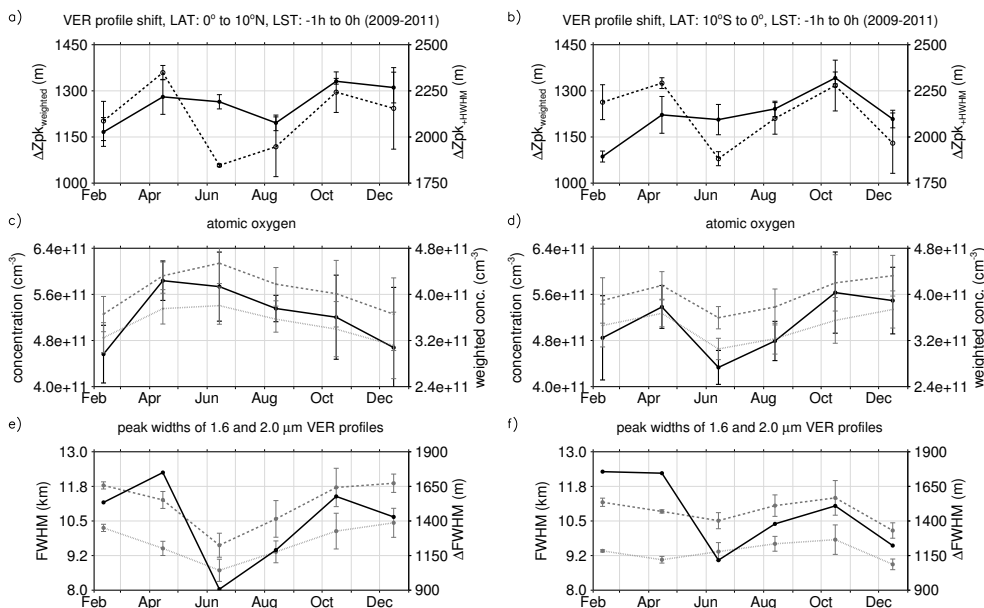 a)
VER profile shift, LAT: 0° to 10°N, LST: -1h to 0h (2009-2011)
ΔZpk_weighted (m)
1450
1300
1150
1000
2500
2250
2000
1750
ΔZpk_+HWHM (m)
Feb Apr Jun Aug Oct Dec
b)
VER profile shift, LAT: 10°S to 0°, LST: -1h to 0h (2009-2011)
ΔZpk_weighted (m)
1450
1300
1150
1000
2500
2250
2000
1750
ΔZpk_+HWHM (m)
Feb Apr Jun Aug Oct Dec
c)
atomic oxygen
concentration (cm⁻³)
6.4e+11
5.6e+11
4.8e+11
4.0e+11
4.8e+11
4.0e+11
3.2e+11
2.4e+11
weighted conc. (cm⁻³)
Feb Apr Jun Aug Oct Dec
d)
atomic oxygen
concentration (cm⁻³)
6.4e+11
5.6e+11
4.8e+11
4.0e+11
4.8e+11
4.0e+11
3.2e+11
2.4e+11
weighted conc. (cm⁻³)
Feb Apr Jun Aug Oct Dec
e)
peak widths of 1.6 and 2.0 μm VER profiles
FWHM (km)
13.0
11.8
10.5
9.2
8.0
1900
1650
1400
1150
900
ΔFWHM (m)
Feb Apr Jun Aug Oct Dec
f)
peak widths of 1.6 and 2.0 μm VER profiles
FWHM (km)
13.0
11.8
10.5
9.2
8.0
1900
1650
1400
1150
900
ΔFWHM (m)
Feb Apr Jun Aug Oct Dec